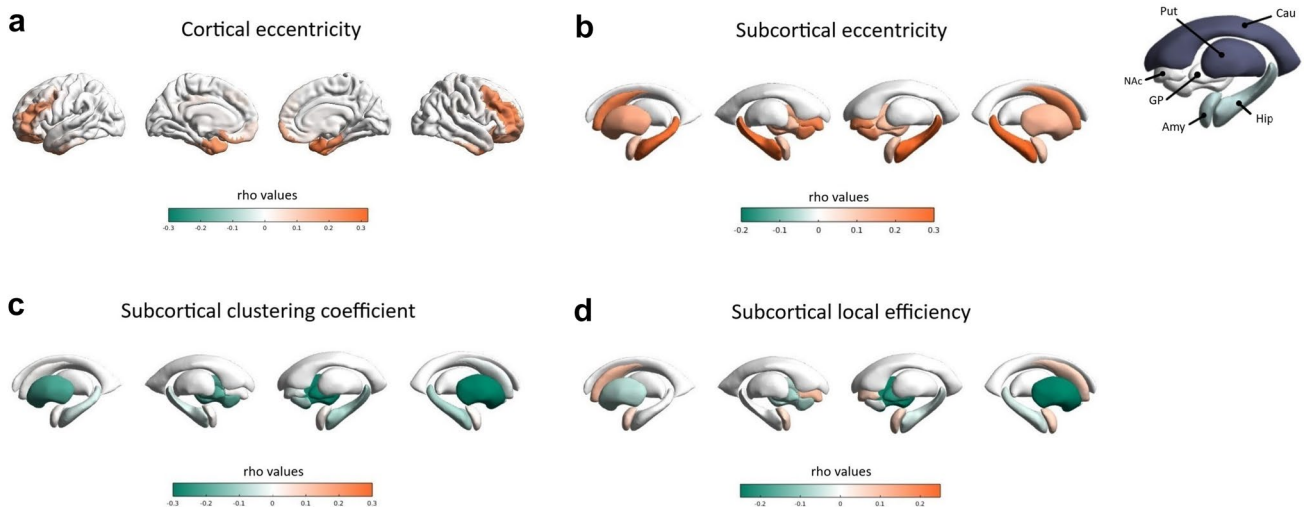 a
Cortical eccentricity
rho values
-0.3 -0.2 -0.1 0 0.1 0.2 0.3
b
Subcortical eccentricity
rho values
-0.2 -0.1 0 0.1 0.2 0.3
Put
Cau
NAc
GP
Amy
Hip
c
Subcortical clustering coefficient
rho values
-0.3 -0.2 -0.1 0 0.1 0.2 0.3
d
Subcortical local efficiency
rho values
-0.2 -0.1 0 0.1 0.2